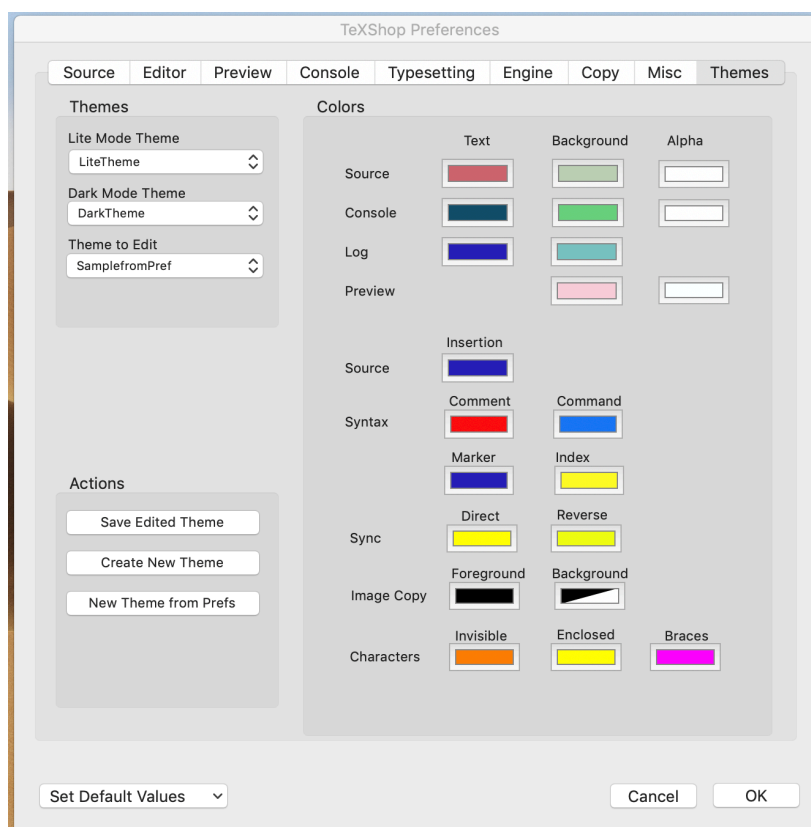 TeXShop Preferences
Source Editor Preview Console Typesetting Engine Copy Misc Themes
Themes
Lite Mode Theme
LiteTheme
Dark Mode Theme
DarkTheme
Theme to Edit
SamplefromPref
Actions
Save Edited Theme
Create New Theme
New Theme from Prefs
Colors
Text Background Alpha
Source
Console
Log
Preview
Insertion
Source
Comment Command
Syntax
Marker Index
Direct Reverse
Sync
Foreground Background
Image Copy
Invisible Enclosed Braces
Characters
Set Default Values Cancel OK